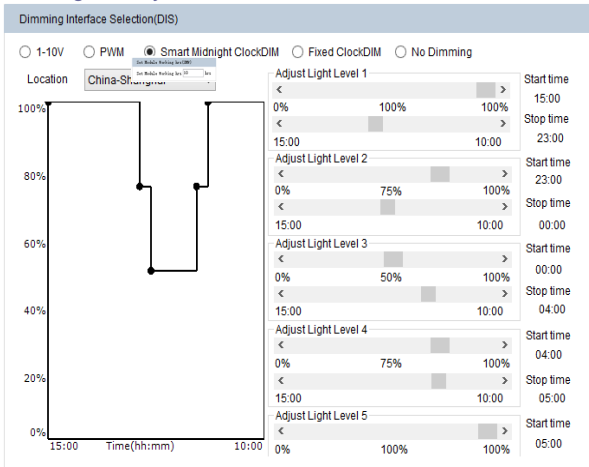 Dimming Interface Selection(DIS)
1-10V PWM Smart Midnight ClockDIM Fixed ClockDIM No Dimming
Location China-Shanghai
100%
80%
60%
40%
20%
0%
15:00 Time(hh:mm) 10:00
Adjust Light Level 1
0% 100% 100%
15:00 10:00
Start time
15:00
Stop time
23:00
Adjust Light Level 2
0% 75% 100%
15:00 10:00
Start time
23:00
Stop time
00:00
Adjust Light Level 3
0% 50% 100%
15:00 10:00
Start time
00:00
Stop time
04:00
Adjust Light Level 4
0% 75% 100%
15:00 10:00
Start time
04:00
Stop time
05:00
Adjust Light Level 5
0% 100% 100%
Start time
05:00